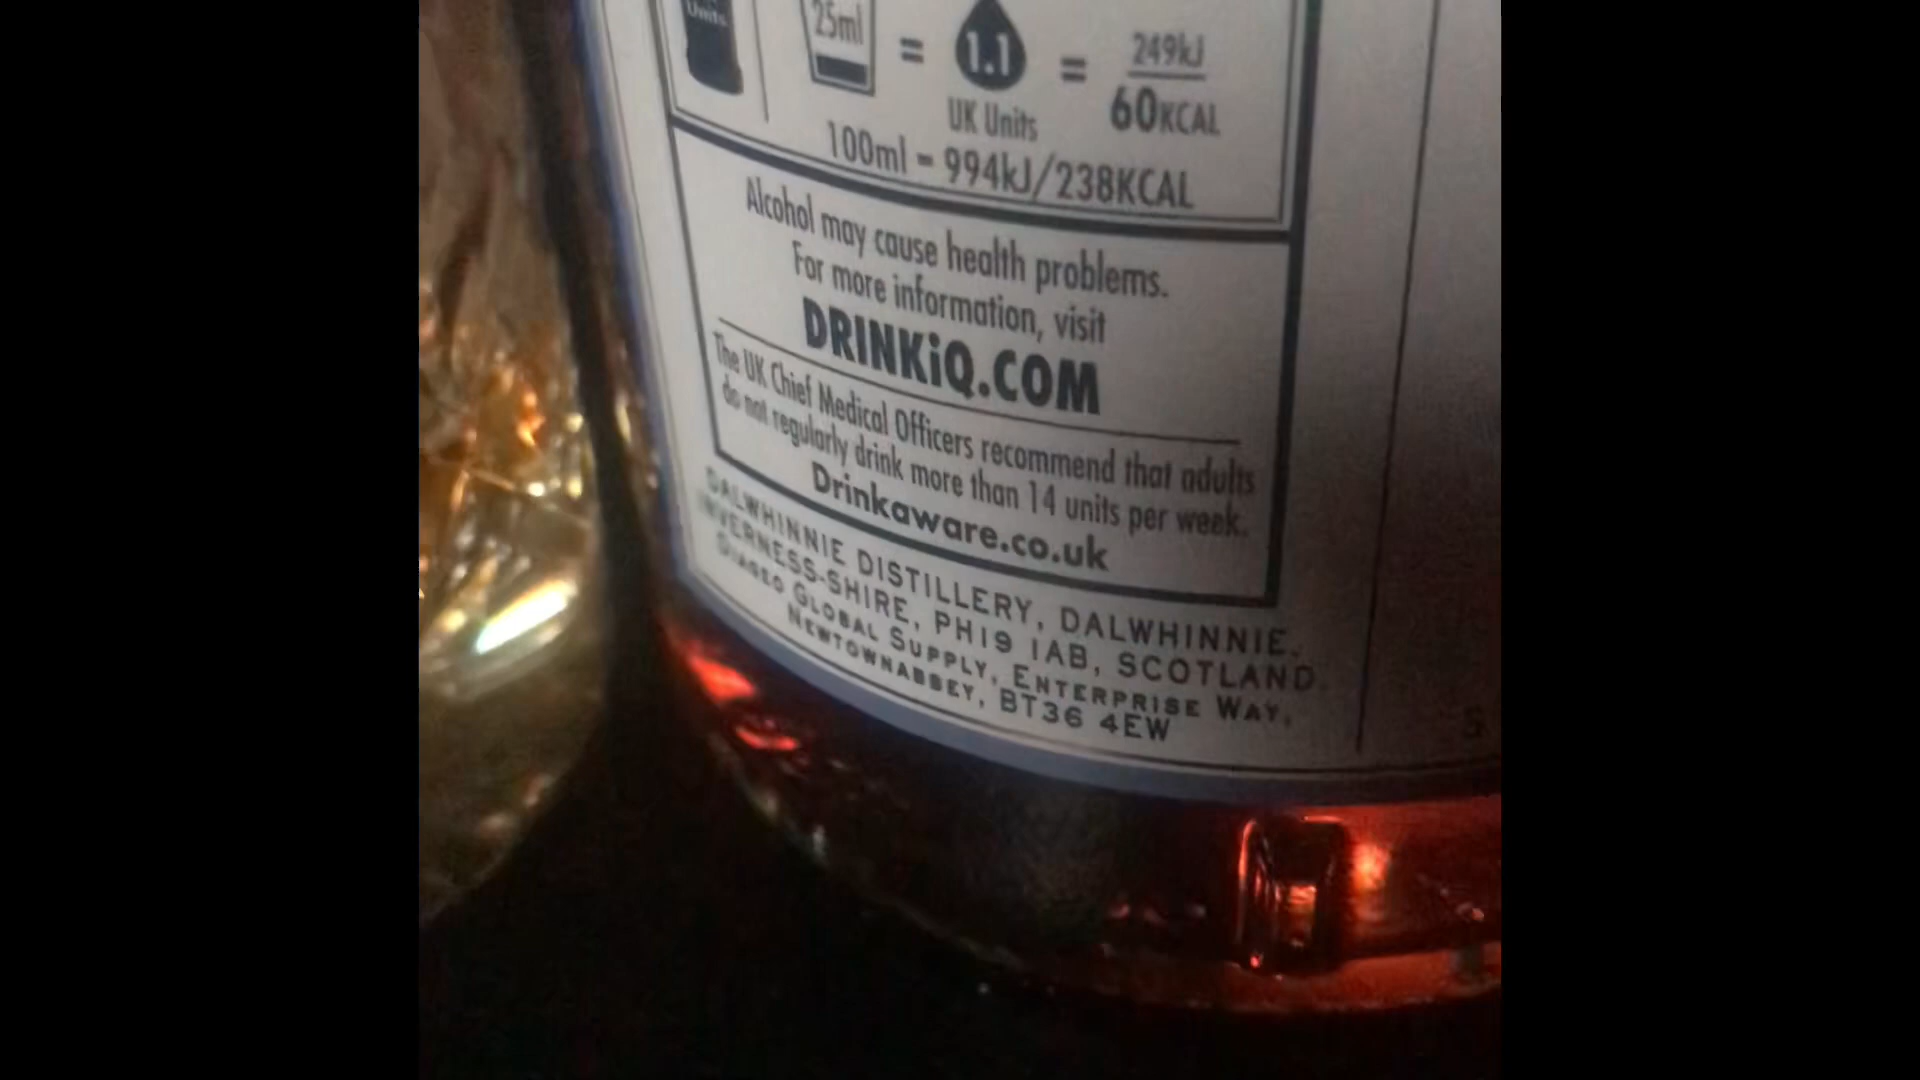 Units
25ml = 1.1 = 249kJ
60KCAL
UK Units
100ml = 994kJ/238KCAL
Alcohol may cause health problems.
For more information, visit
DRINKiQ.COM
The UK Chief Medical Officers recommend that adults
do not regularly drink more than 14 units per week.
Drinkaware.co.uk
DALWHINNIE DISTILLERY, DALWHINNIE,
INVERNESS-SHIRE, PH19 1AB, SCOTLAND.
DIAGEO GLOBAL SUPPLY, ENTERPRISE WAY,
NEWTOWNABBEY, BT36 4EW